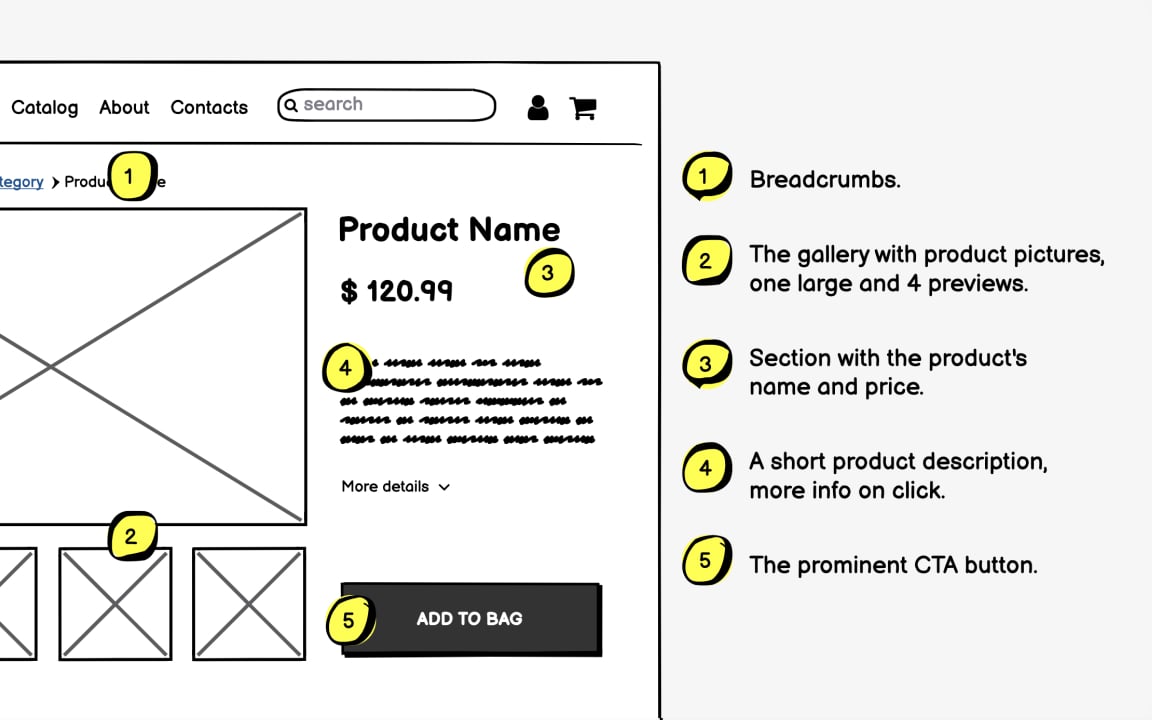 Catalog About Contacts search
tegory > Produ 1 e
1 Breadcrumbs.
Product Name
3
$ 120.99
4
More details
2
5 ADD TO BAG
2 The gallery with product pictures,
one large and 4 previews.
3 Section with the product's
name and price.
4 A short product description,
more info on click.
5 The prominent CTA button.